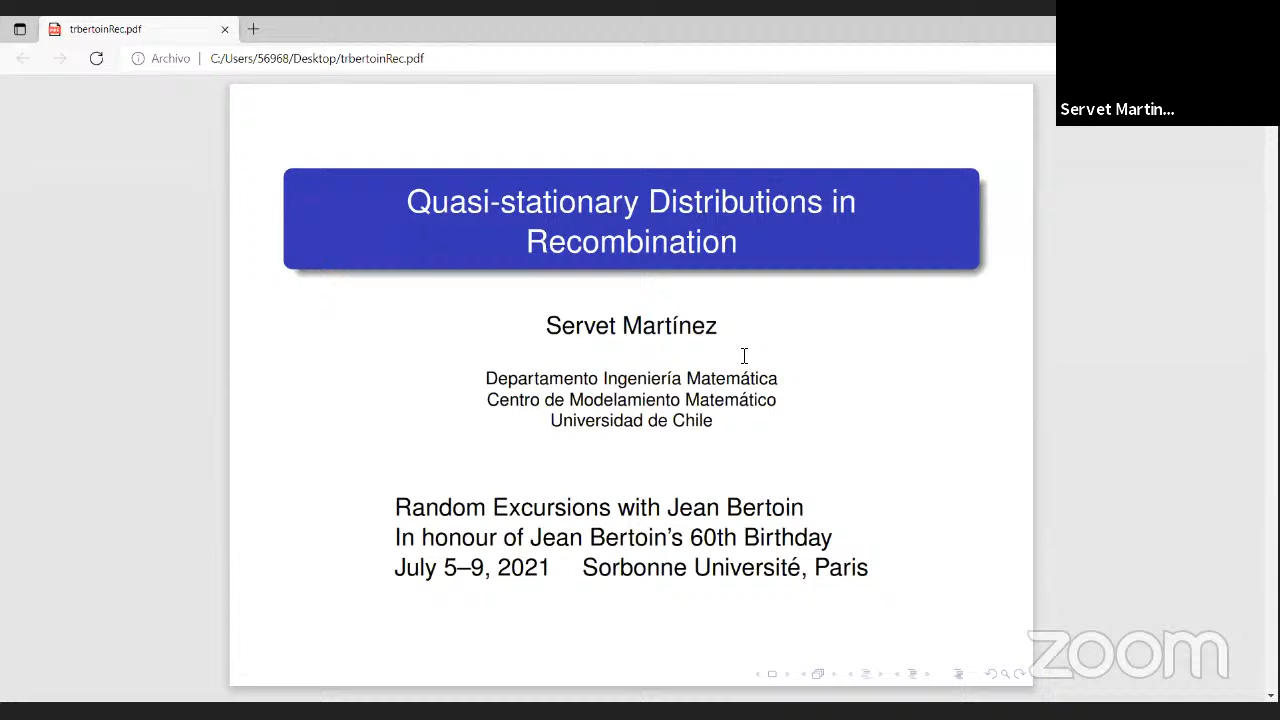 trbertoinRec.pdf
Archivo | C:/Users/56968/Desktop/trbertoinRec.pdf
Servet Martin...
Quasi-stationary Distributions in
Recombination
Servet Martínez
Departamento Ingeniería Matemática
Centro de Modelamiento Matemático
Universidad de Chile
Random Excursions with Jean Bertoin
In honour of Jean Bertoin's 60th Birthday
July 5–9, 2021 Sorbonne Université, Paris
zoom